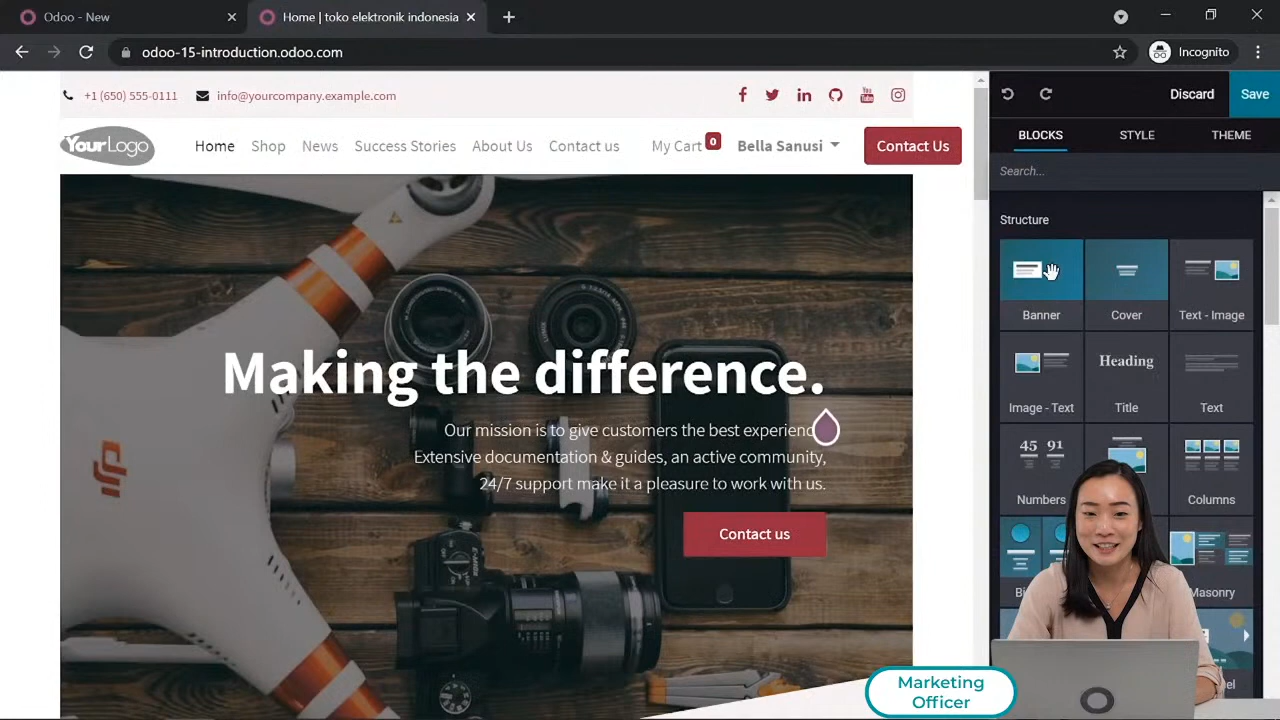 Odoo - New
Home | toko elektronik indonesia
odoo-15-introduction.odoo.com
Incognito
+1 (650) 555-0111
info@yourcompany.example.com
You
Tube
Discard
Save
YourLogo
Home
Shop
News
Success Stories
About Us
Contact us
My Cart
0
Bella Sanusi
Contact Us
BLOCKS
STYLE
THEME
Search...
Structure
Banner
Cover
Text - Image
Heading
Image - Text
Title
Text
45 91
Numbers
Columns
Masonry
Making the difference.
Our mission is to give customers the best
Extensive documentation & guides, an active community,
24/7 support make it a pleasure to work with us.
Contact us
dji
Marketing
Officer